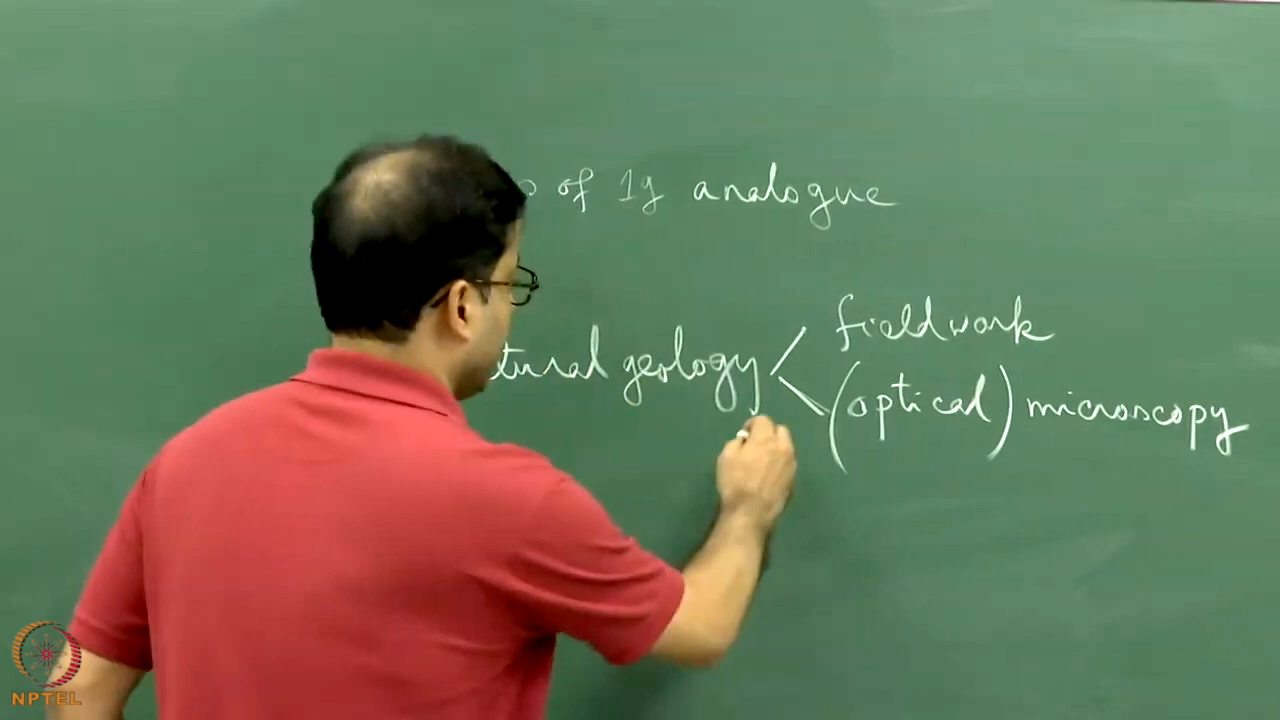 of 1g analogue
tural geology
fieldwork
(optical) microscopy
NPTEL